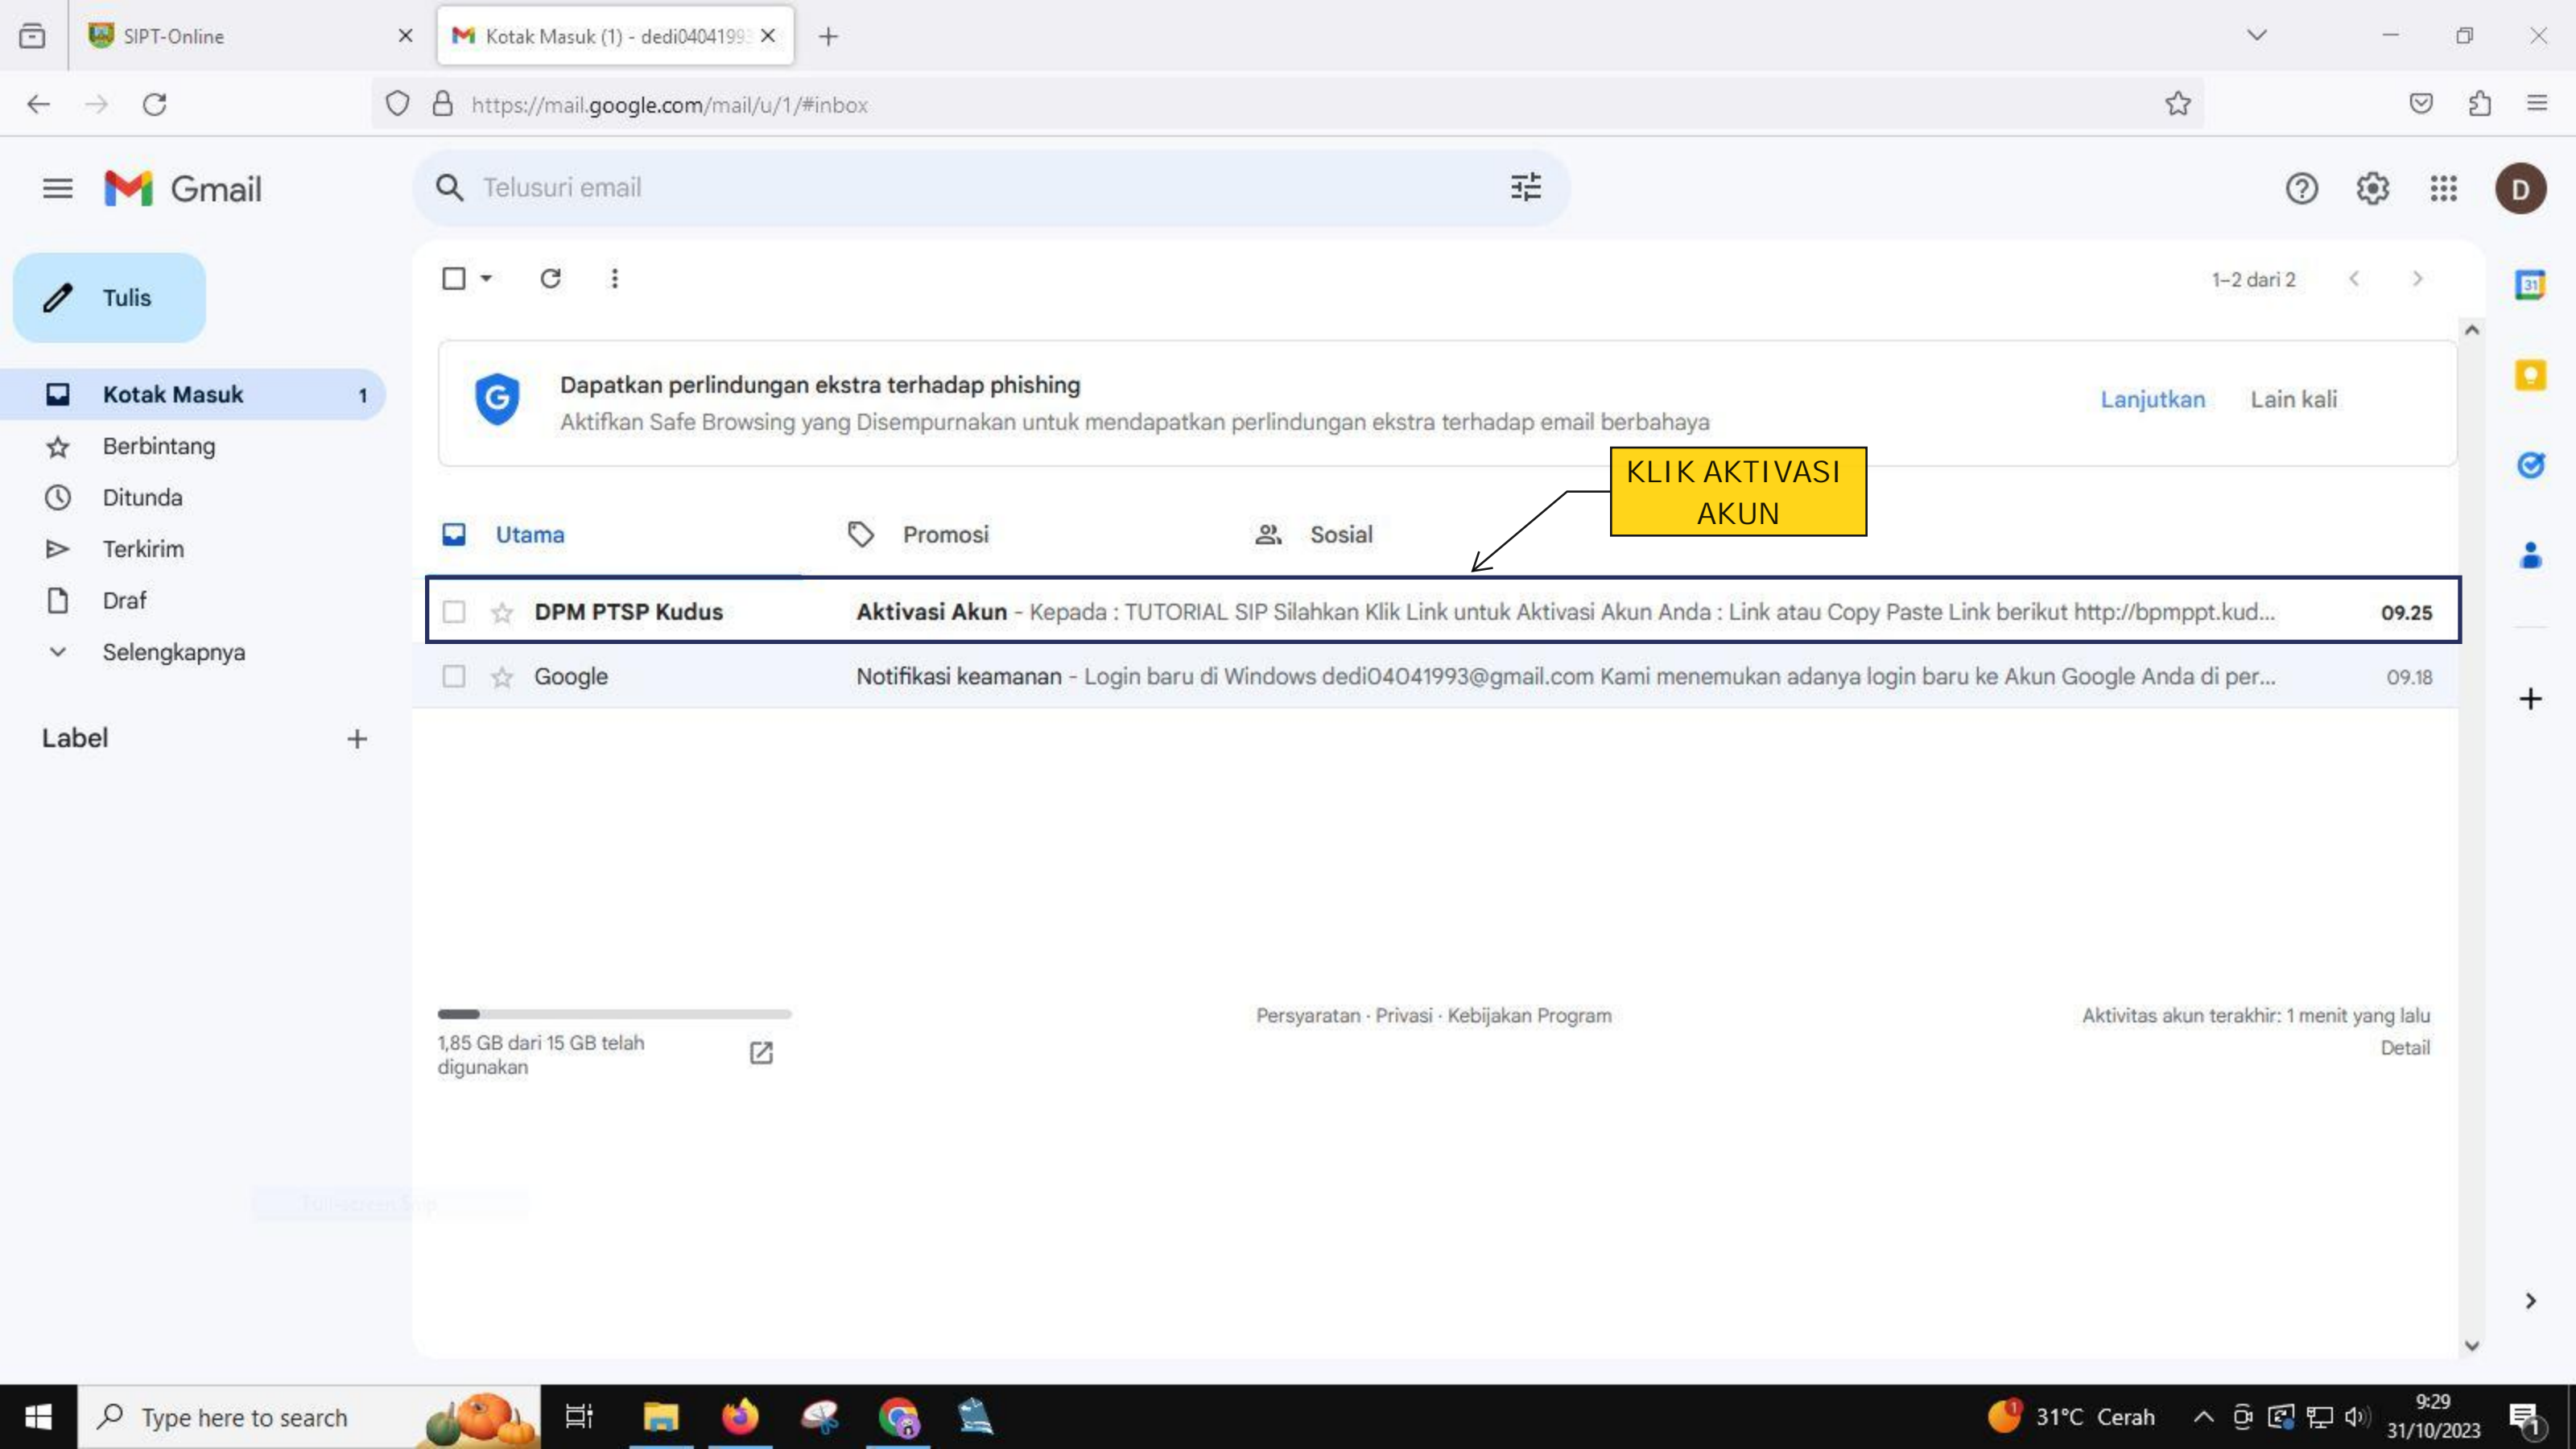 SIPT-Online
Kotak Masuk (1) - dedi04041993
https://mail.google.com/mail/u/1/#inbox
Gmail
Telusuri email
D
Tulis
1–2 dari 2
31
Dapatkan perlindungan ekstra terhadap phishing
Aktifkan Safe Browsing yang Disempurnakan untuk mendapatkan perlindungan ekstra terhadap email berbahaya
Lanjutkan
Lain kali
Kotak Masuk 1
Berbintang
Ditunda
Terkirim
Draf
Selengkapnya
Label
KLIK AKTIVASI
AKUN
Utama
Promosi
Sosial
DPM PTSP Kudus Aktivasi Akun - Kepada : TUTORIAL SIP Silahkan Klik Link untuk Aktivasi Akun Anda : Link atau Copy Paste Link berikut http://bpmppt.kud... 09.25
Google Notifikasi keamanan - Login baru di Windows dedi04041993@gmail.com Kami menemukan adanya login baru ke Akun Google Anda di per... 09.18
1,85 GB dari 15 GB telah
digunakan
Persyaratan · Privasi · Kebijakan Program
Aktivitas akun terakhir: 1 menit yang lalu
Detail
Type here to search
1
31°C Cerah
9:29
31/10/2023
1